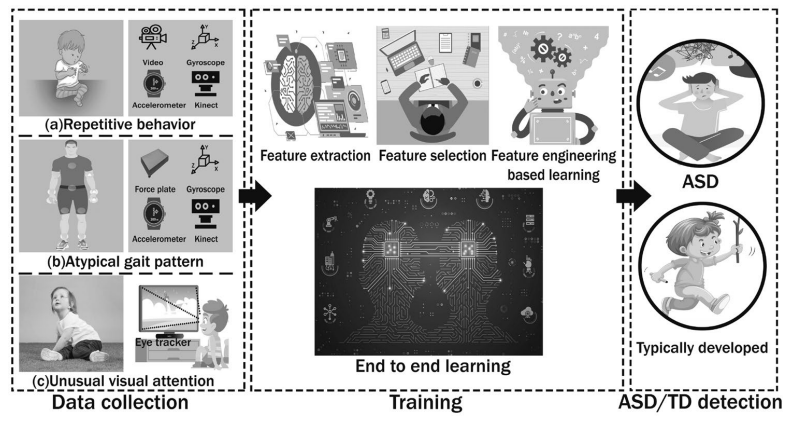 Video
Gyroscope
Accelerometer
Kinect
(a)Repetitive behavior
Force plate
Gyroscope
Accelerometer
Kinect
(b)Atypical gait pattern
Eye tracker
(c)Unusual visual attention
Data collection
Feature extraction
Feature selection
Feature engineering
based learning
End to end learning
Training
ASD
Typically developed
ASD/TD detection